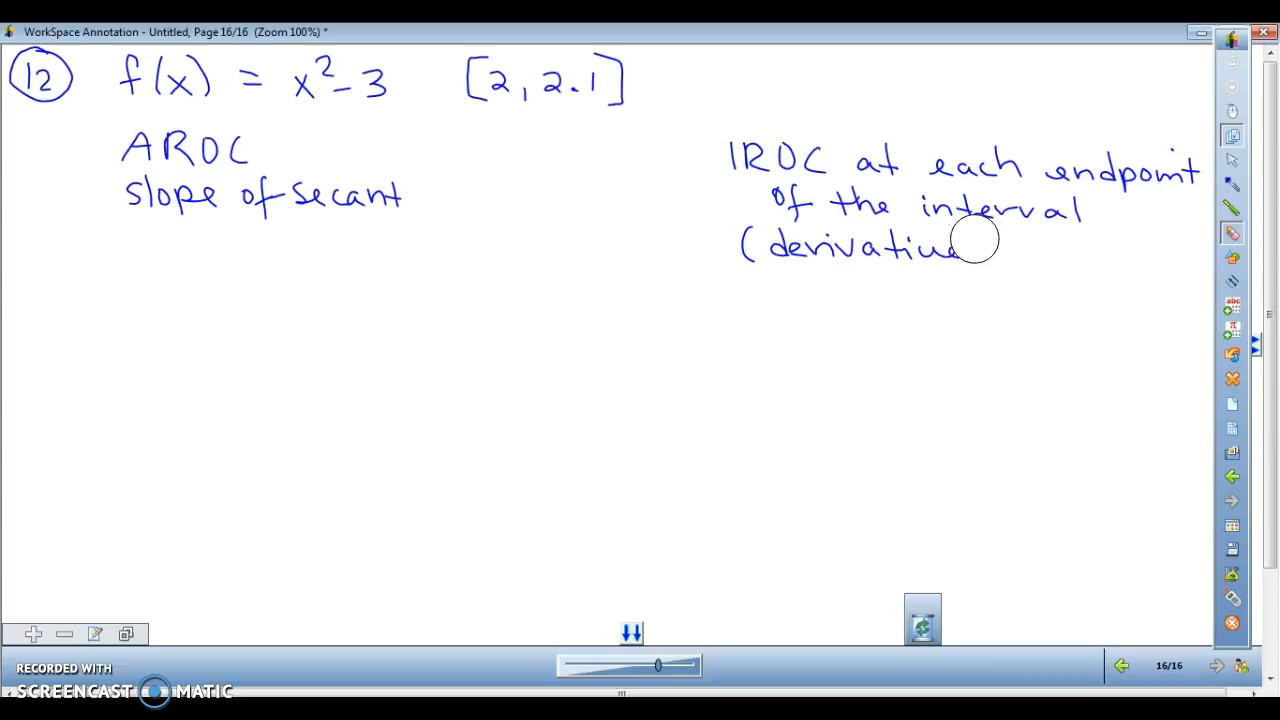 WorkSpace Annotation - Untitled, Page 16/16 (Zoom 100%) *
12 f(x) = x²-3 [2, 2.1]
AROC
slope of secant
IROC at each endpoint
of the interval
(derivative
abc
π
16/16
RECORDED WITH
SCREENCAST MATIC